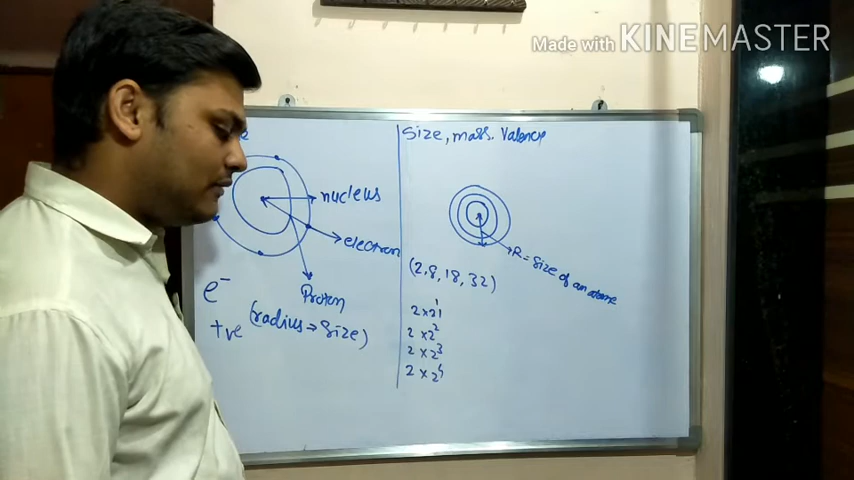 Made with KINEMASTER
Size, mass. Valency
nucleus
electron
Proton
e⁻
+ve (radius → Size)
R = Size of an atom
(2, 8, 18, 32)
2 × 2¹
2 × 2²
2 × 2³
2 × 2⁴